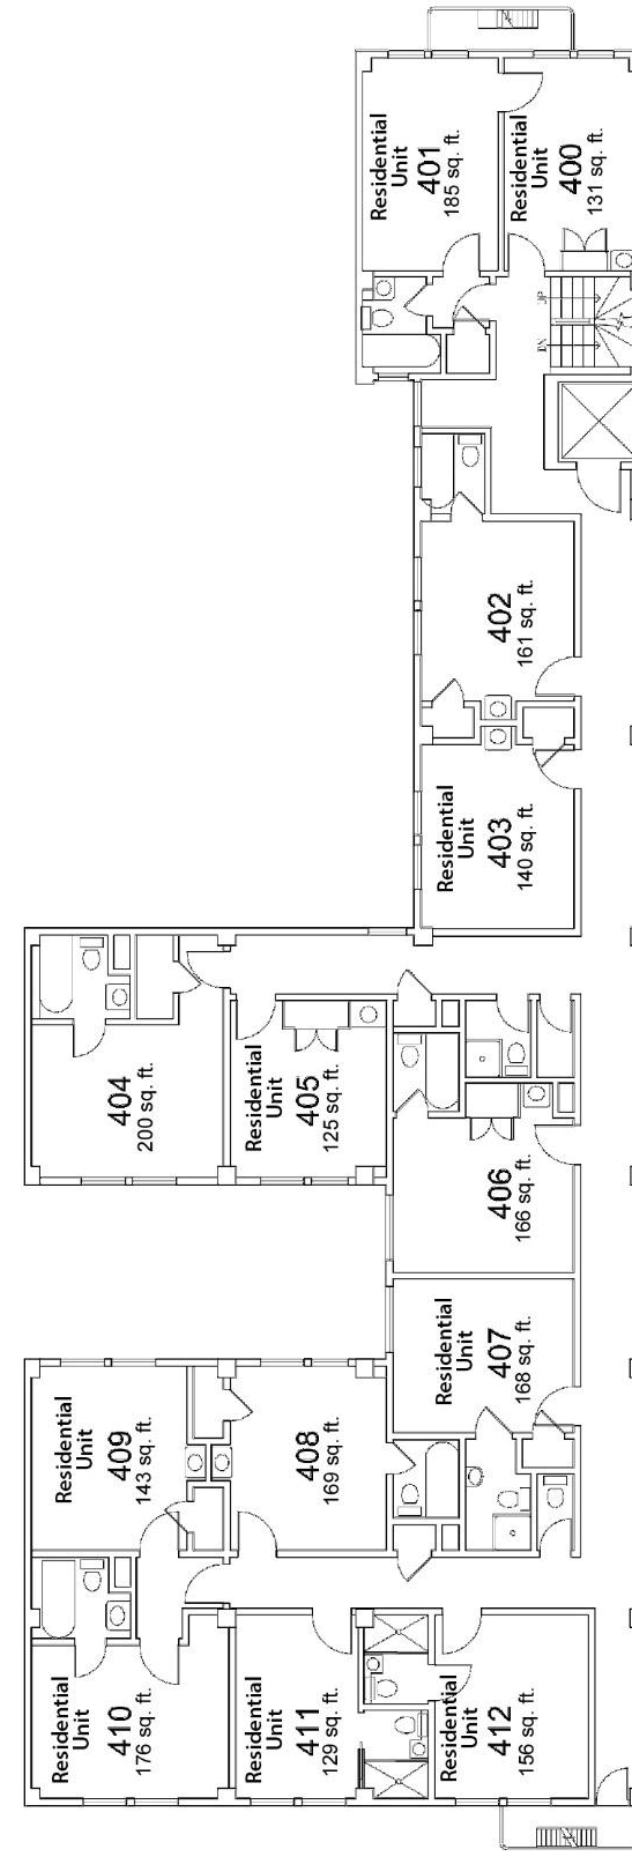 Residential
Unit
401
185 sq. ft.
Residential
Unit
400
131 sq. ft.
UP
DN
402
161 sq. ft.
Residential
Unit
403
140 sq. ft.
404
200 sq. ft.
Residential
Unit
405
125 sq. ft.
406
166 sq. ft.
Residential
Unit
407
168 sq. ft.
Residential
Unit
409
143 sq. ft.
408
169 sq. ft.
Residential
Unit
410
176 sq. ft.
Residential
Unit
411
129 sq. ft.
Residential
Unit
412
156 sq. ft.